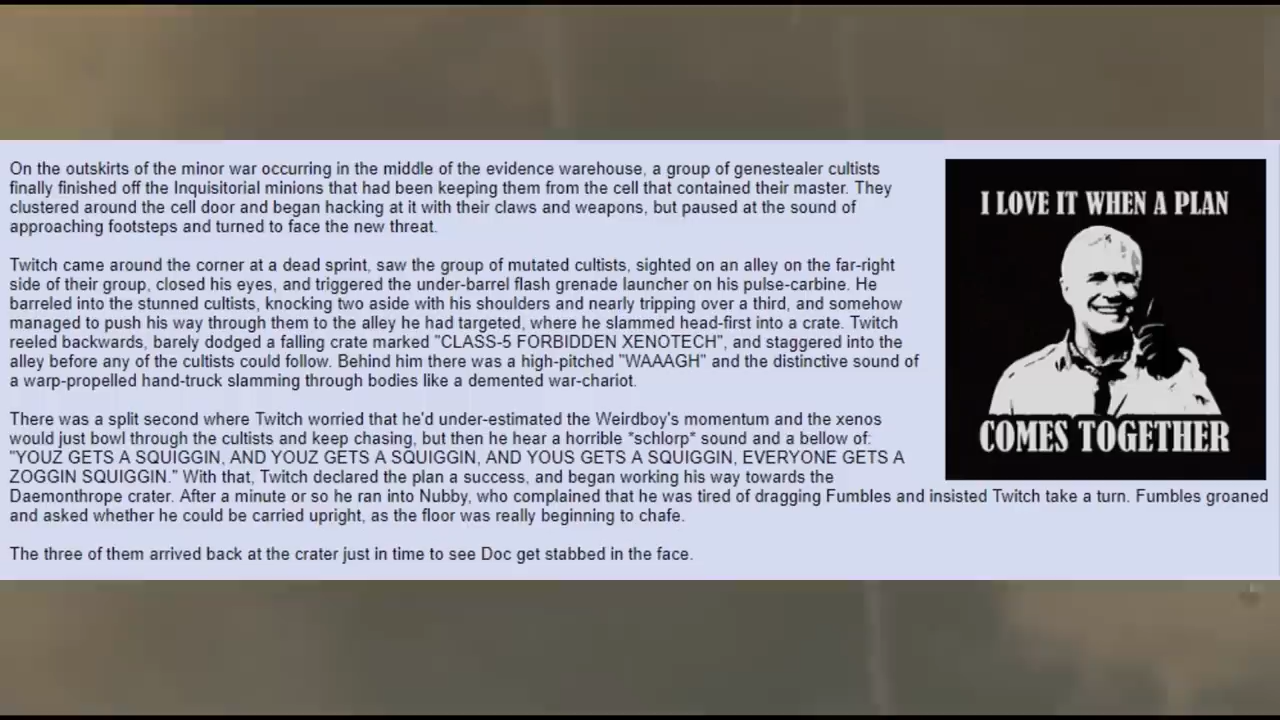 On the outskirts of the minor war occurring in the middle of the evidence warehouse, a group of genestealer cultists
finally finished off the Inquisitorial minions that had been keeping them from the cell that contained their master. They
clustered around the cell door and began hacking at it with their claws and weapons, but paused at the sound of
approaching footsteps and turned to face the new threat.
Twitch came around the corner at a dead sprint, saw the group of mutated cultists, sighted on an alley on the far-right
side of their group, closed his eyes, and triggered the under-barrel flash grenade launcher on his pulse-carbine. He
barreled into the stunned cultists, knocking two aside with his shoulders and nearly tripping over a third, and somehow
managed to push his way through them to the alley he had targeted, where he slammed head-first into a crate. Twitch
reeled backwards, barely dodged a falling crate marked "CLASS-5 FORBIDDEN XENOTECH", and staggered into the
alley before any of the cultists could follow. Behind him there was a high-pitched "WAAAGH" and the distinctive sound of
a warp-propelled hand-truck slamming through bodies like a demented war-chariot.
There was a split second where Twitch worried that he'd under-estimated the Weirdboy's momentum and the xenos
would just bowl through the cultists and keep chasing, but then he hear a horrible *schlorp* sound and a bellow of:
"YOUZ GETS A SQUIGGIN, AND YOUZ GETS A SQUIGGIN, AND YOUS GETS A SQUIGGIN, EVERYONE GETS A
ZOGGIN SQUIGGIN." With that, Twitch declared the plan a success, and began working his way towards the
Daemonthrope crater. After a minute or so he ran into Nubby, who complained that he was tired of dragging Fumbles and insisted Twitch take a turn. Fumbles groaned
and asked whether he could be carried upright, as the floor was really beginning to chafe.
The three of them arrived back at the crater just in time to see Doc get stabbed in the face.
I LOVE IT WHEN A PLAN
COMES TOGETHER